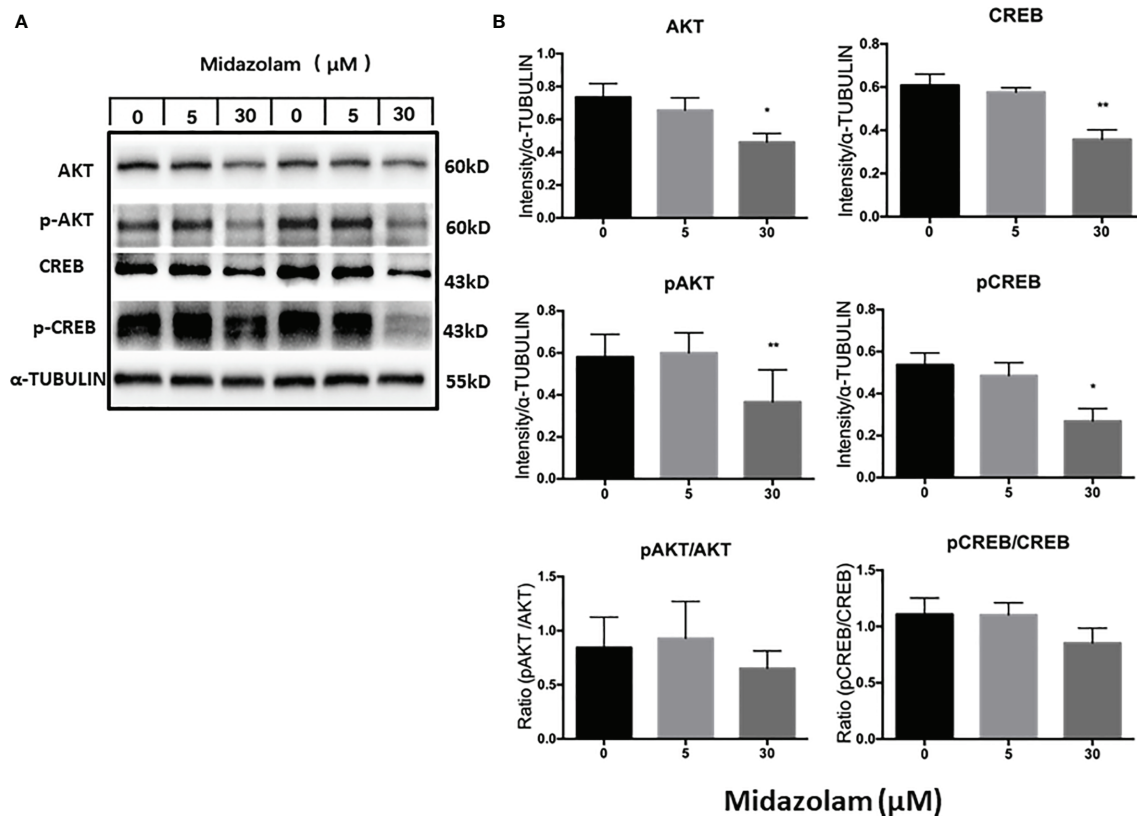 A
Midazolam ( μM )
0 5 30 0 5 30
AKT 60kD
p-AKT 60kD
CREB 43kD
p-CREB 43kD
α-TUBULIN 55kD
B
AKT
Intensity/α-TUBULIN
1.0
0.8
0.6
0.4
0.2
0.0
*
0 5 30
CREB
Intensity/α-TUBULIN
0.8
0.6
0.4
0.2
0.0
**
0 5 30
pAKT
Intensity/α-TUBULIN
0.8
0.6
0.4
0.2
0.0
**
0 5 30
pCREB
Intensity/α-TUBULIN
0.8
0.6
0.4
0.2
0.0
*
0 5 30
pAKT/AKT
Ratio (pAKT /AKT)
1.5
1.0
0.5
0.0
0 5 30
pCREB/CREB
Ratio (pCREB/CREB)
1.5
1.0
0.5
0.0
0 5 30
Midazolam (μM)